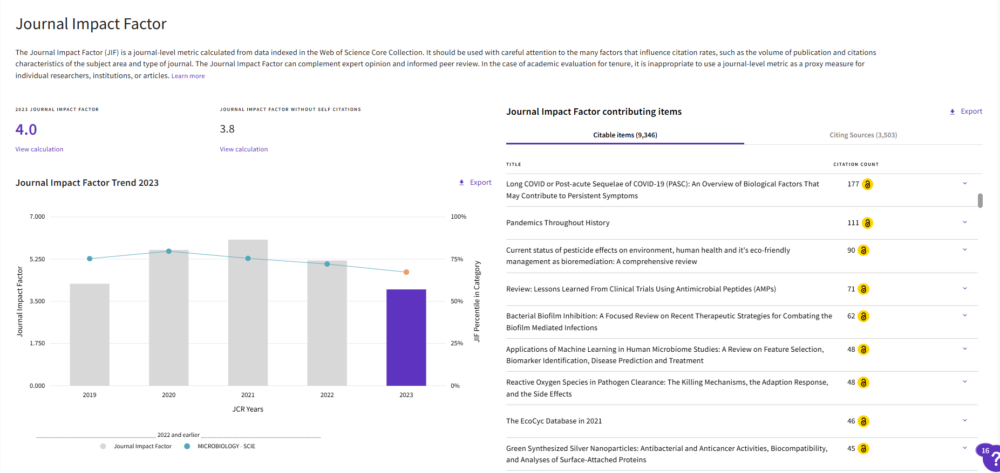 Journal Impact Factor
The Journal Impact Factor (JIF) is a journal-level metric calculated from data indexed in the Web of Science Core Collection. It should be used with careful attention to the many factors that influence citation rates, such as the volume of publication and citations
characteristics of the subject area and type of journal. The Journal Impact Factor can complement expert opinion and informed peer review. In the case of academic evaluation for tenure, it is inappropriate to use a journal-level metric as a proxy measure for
individual researchers, institutions, or articles. Learn more
2023 JOURNAL IMPACT FACTOR
4.0
View calculation
JOURNAL IMPACT FACTOR WITHOUT SELF CITATIONS
3.8
View calculation
Journal Impact Factor Trend 2023
Export
7.000
5.250
3.500
1.750
0.000
Journal Impact Factor
100%
75%
50%
25%
0%
JIF Percentile in Category
2019 2020 2021 2022 2023
JCR Years
2022 and earlier
Journal Impact Factor MICROBIOLOGY - SCIE
Journal Impact Factor contributing items
Export
Citable items (9,346) Citing Sources (3,503)
TITLE CITATION COUNT
Long COVID or Post-acute Sequelae of COVID-19 (PASC): An Overview of Biological Factors That 177
May Contribute to Persistent Symptoms
Pandemics Throughout History 111
Current status of pesticide effects on environment, human health and it's eco-friendly 90
management as bioremediation: A comprehensive review
Review: Lessons Learned From Clinical Trials Using Antimicrobial Peptides (AMPs) 71
Bacterial Biofilm Inhibition: A Focused Review on Recent Therapeutic Strategies for Combating the 62
Biofilm Mediated Infections
Applications of Machine Learning in Human Microbiome Studies: A Review on Feature Selection, 48
Biomarker Identification, Disease Prediction and Treatment
Reactive Oxygen Species in Pathogen Clearance: The Killing Mechanisms, the Adaption Response, 48
and the Side Effects
The EcoCyc Database in 2021 46
Green Synthesized Silver Nanoparticles: Antibacterial and Anticancer Activities, Biocompatibility, 45
and Analyses of Surface-Attached Proteins
16
?